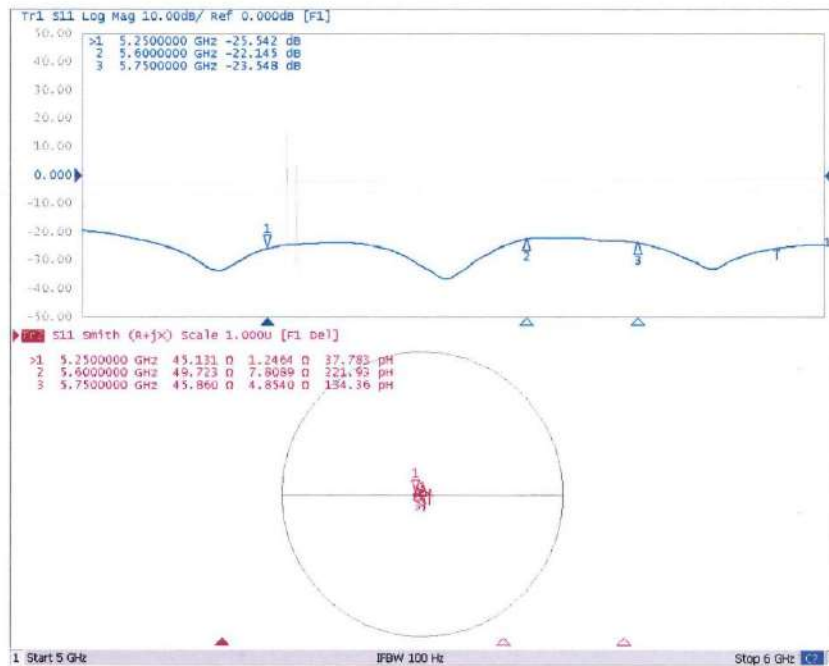 Tr1 S11 Log Mag 10.00dB/ Ref 0.000dB [F1]
50.00
40.00
30.00
20.00
10.00
0.000
-10.00
-20.00
-30.00
-40.00
-50.00
>1 5.2500000 GHz -25.542 dB
2 5.6000000 GHz -22.145 dB
3 5.7500000 GHz -23.548 dB
1
2
3
1
Tr2 S11 Smith (R+jX) Scale 1.000U [F1 Del]
>1 5.2500000 GHz 45.131 Ω 1.2464 Ω 37.783 pH
2 5.6000000 GHz 49.723 Ω 7.8089 Ω 221.93 pH
3 5.7500000 GHz 45.860 Ω 4.8540 Ω 134.36 pH
1
1 Start 5 GHz IFBW 100 Hz Stop 6 GHz C?